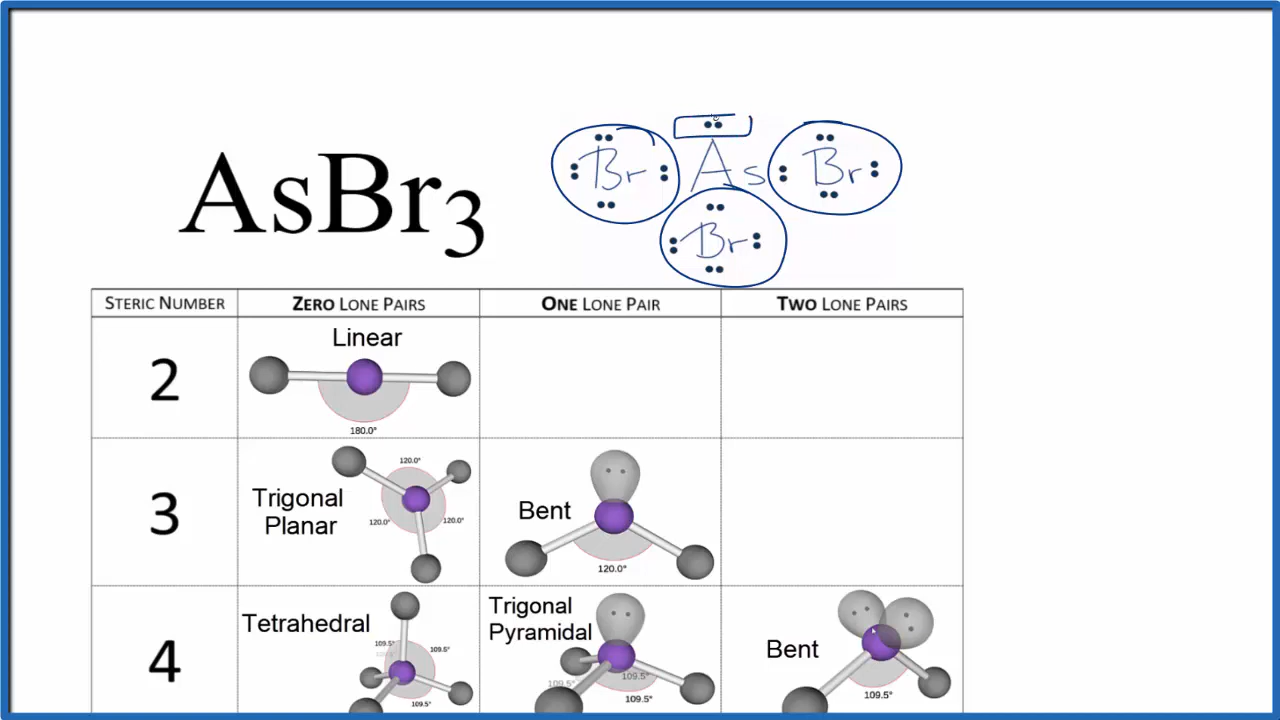 AsBr₃
Br As Br
Br
STERIC NUMBER ZERO LONE PAIRS ONE LONE PAIR TWO LONE PAIRS
2
Linear
180.0°
3
Trigonal
Planar
120.0°
120.0°
120.0°
Bent
120.0°
4
Tetrahedral
109.5°
109.5°
109.5°
Trigonal
Pyramidal
109.5°
109.5°
109.5°
Bent
109.5°